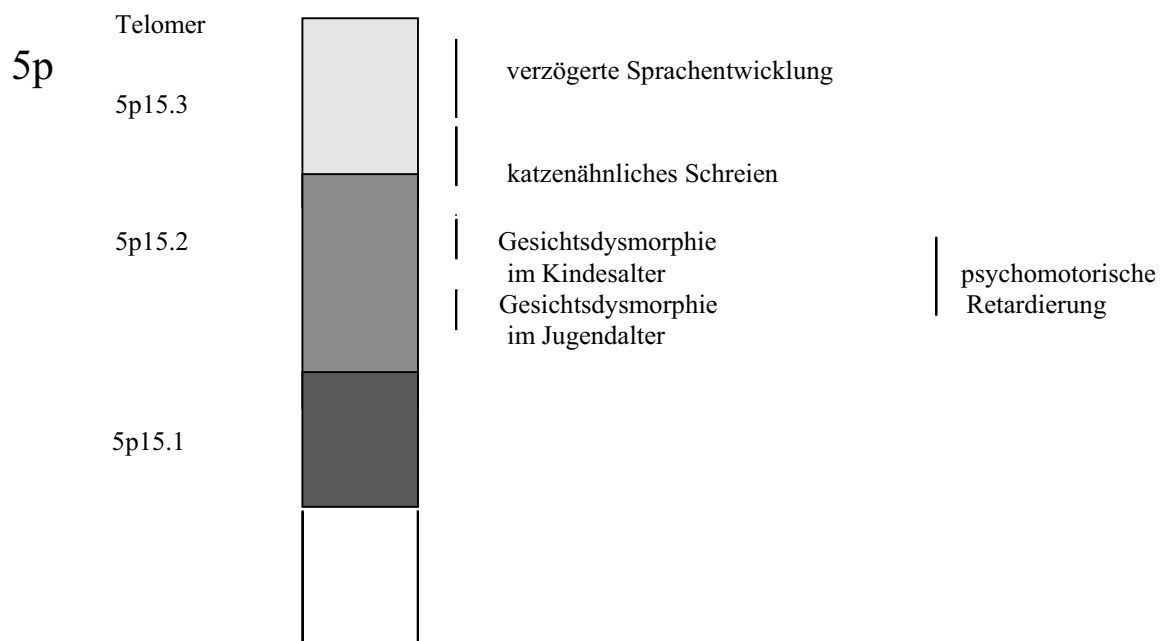 Telomer
5p
verzögerte Sprachentwicklung
5p15.3
katzenähnliches Schreien
5p15.2
Gesichtsdysmorphie
im Kindesalter
Gesichtsdysmorphie
im Jugendalter
psychomotorische
Retardierung
5p15.1